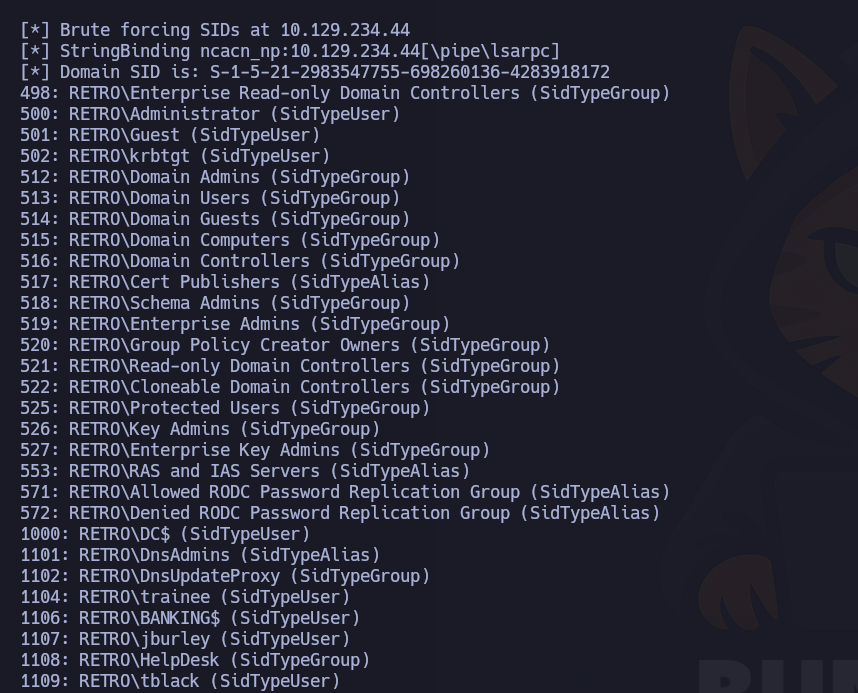 [*] Brute forcing SIDs at 10.129.234.44
[*] StringBinding ncacn_np:10.129.234.44[\pipe\lsarpc]
[*] Domain SID is: S-1-5-21-2983547755-698260136-4283918172
498: RETRO\Enterprise Read-only Domain Controllers (SidTypeGroup)
500: RETRO\Administrator (SidTypeUser)
501: RETRO\Guest (SidTypeUser)
502: RETRO\krbtgt (SidTypeUser)
512: RETRO\Domain Admins (SidTypeGroup)
513: RETRO\Domain Users (SidTypeGroup)
514: RETRO\Domain Guests (SidTypeGroup)
515: RETRO\Domain Computers (SidTypeGroup)
516: RETRO\Domain Controllers (SidTypeGroup)
517: RETRO\Cert Publishers (SidTypeAlias)
518: RETRO\Schema Admins (SidTypeGroup)
519: RETRO\Enterprise Admins (SidTypeGroup)
520: RETRO\Group Policy Creator Owners (SidTypeGroup)
521: RETRO\Read-only Domain Controllers (SidTypeGroup)
522: RETRO\Cloneable Domain Controllers (SidTypeGroup)
525: RETRO\Protected Users (SidTypeGroup)
526: RETRO\Key Admins (SidTypeGroup)
527: RETRO\Enterprise Key Admins (SidTypeGroup)
553: RETRO\RAS and IAS Servers (SidTypeAlias)
571: RETRO\Allowed RODC Password Replication Group (SidTypeAlias)
572: RETRO\Denied RODC Password Replication Group (SidTypeAlias)
1000: RETRO\DC$ (SidTypeUser)
1101: RETRO\DnsAdmins (SidTypeAlias)
1102: RETRO\DnsUpdateProxy (SidTypeGroup)
1104: RETRO\trainee (SidTypeUser)
1106: RETRO\BANKING$ (SidTypeUser)
1107: RETRO\jburley (SidTypeUser)
1108: RETRO\HelpDesk (SidTypeGroup)
1109: RETRO\tblack (SidTypeUser)